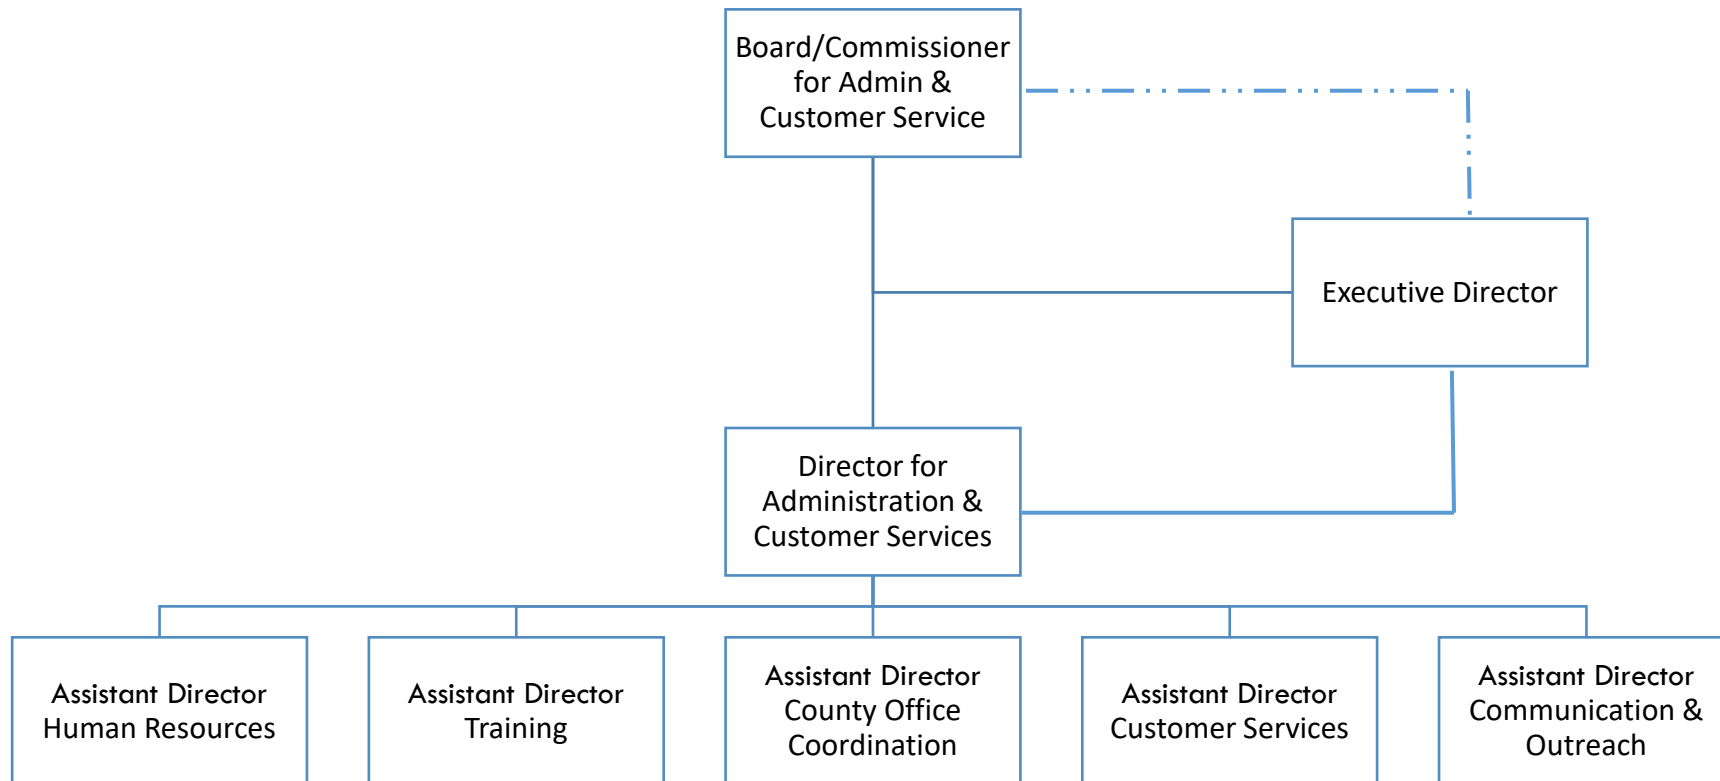 Board/Commissioner
for Admin &
Customer Service
Executive Director
Director for
Administration &
Customer Services
Assistant Director
Human Resources
Assistant Director
Training
Assistant Director
County Office
Coordination
Assistant Director
Customer Services
Assistant Director
Communication &
Outreach